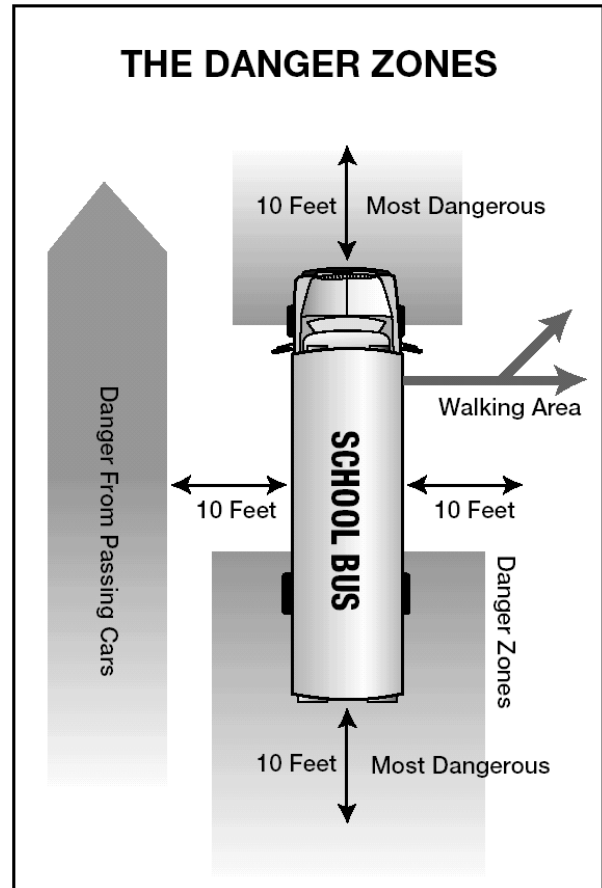 THE DANGER ZONES
10 Feet
Most Dangerous
Walking Area
Danger From Passing Cars
SCHOOL BUS
10 Feet
10 Feet
Danger Zones
10 Feet
Most Dangerous